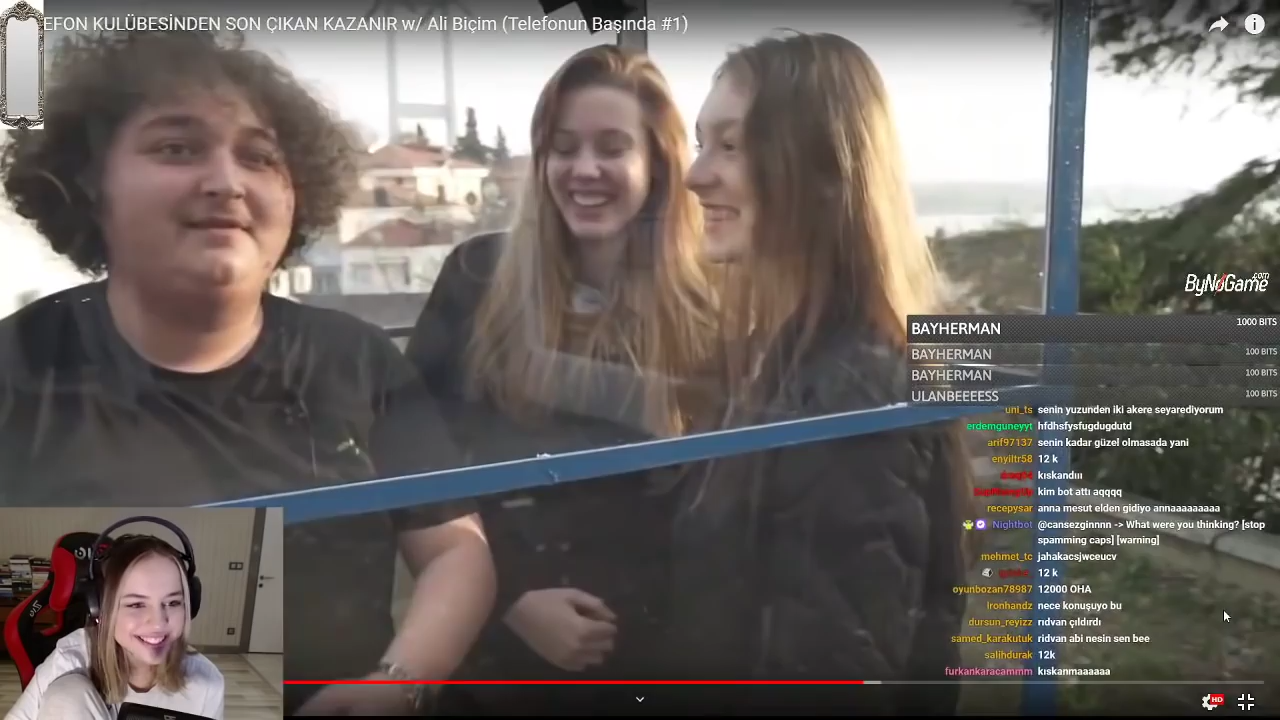 EFON KULÜBESİNDEN SON ÇIKAN KAZANIR w/ Ali Biçim (Telefonun Başında #1)
ByNoGame.com
BAYHERMAN 1000 BITS
BAYHERMAN 100 BITS
BAYHERMAN 100 BITS
ULANBEEEESS 100 BITS
uni_ts senin yuzunden iki akere seyarediyorum
erdemguneyyt hfdhsfysfugdugdutd
arif97137 senin kadar güzel olmasada yani
enyiltr58 12 k
kıskandııı
kim bot attı aqqqq
recepysar anna mesut elden gidiyo annaaaaaaaaa
Nightbot @cansezginnnn -> What were you thinking? [stop
spamming caps] [warning]
mehmet_tc jahakacsjwceucv
12 k
oyunbozan78987 12000 OHA
Ironhandz nece konuşuyo bu
dursun_reyizz rıdvan çıldırdı
samed_karakutuk ridvan abi nesin sen bee
salihdurak 12k
furkankaracammm kıskanmaaaaaa
HD